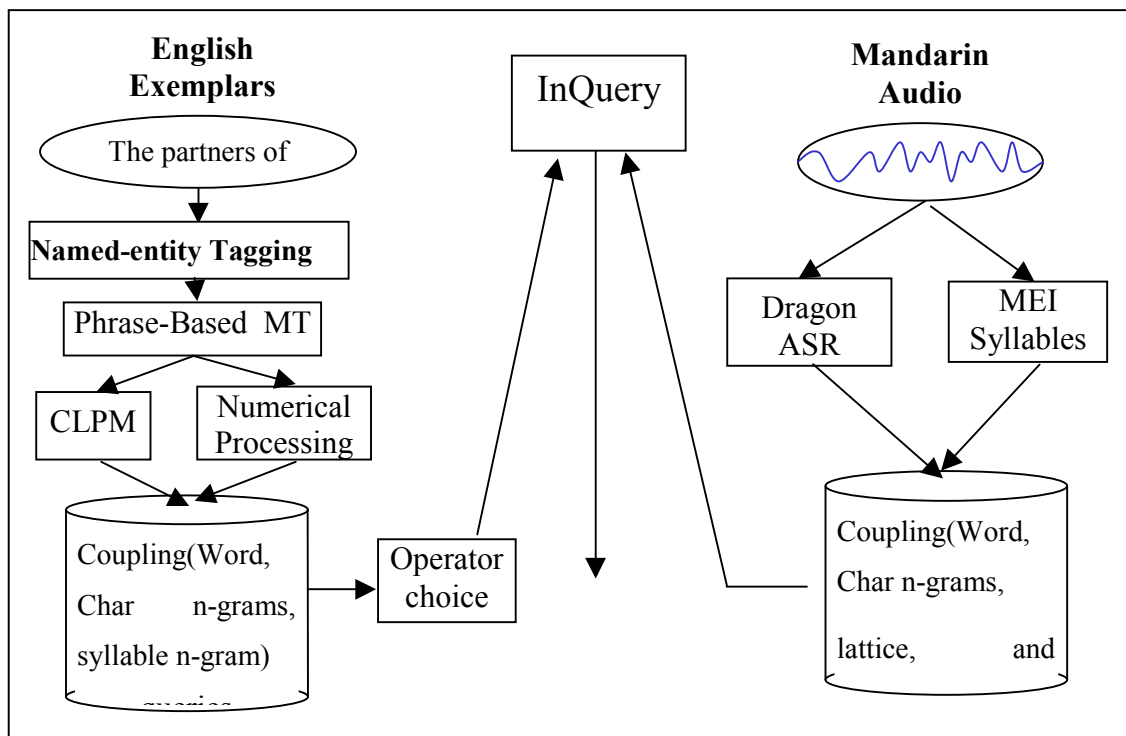 English
Exemplars
The partners of
Named-entity Tagging
Phrase-Based MT
CLPM
Numerical
Processing
Coupling(Word,
Char n-grams,
syllable n-gram)
queries
Operator
choice
InQuery
Mandarin
Audio
Dragon
ASR
MEI
Syllables
Coupling(Word,
Char n-grams,
lattice, and